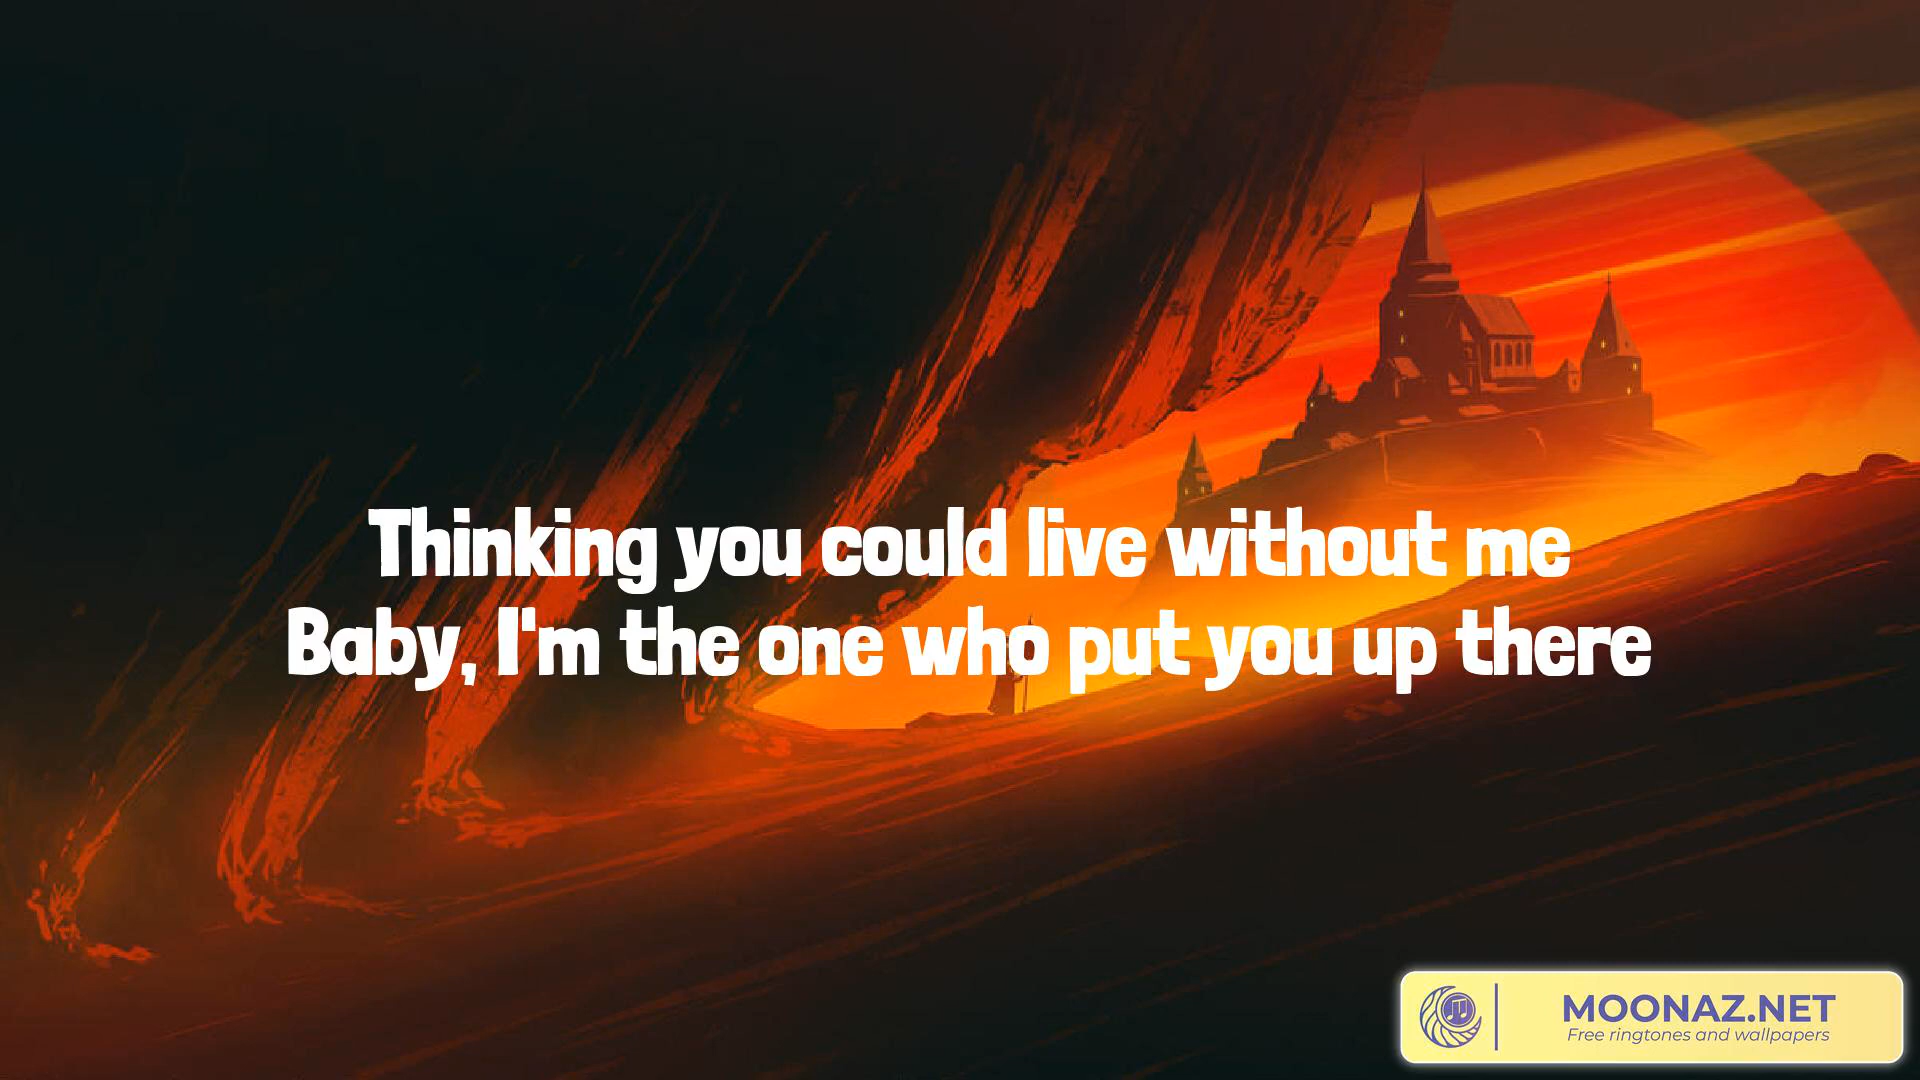 Thinking you could live without me
Baby, I'm the one who put you up there
MOONAZ.NET
Free ringtones and wallpapers